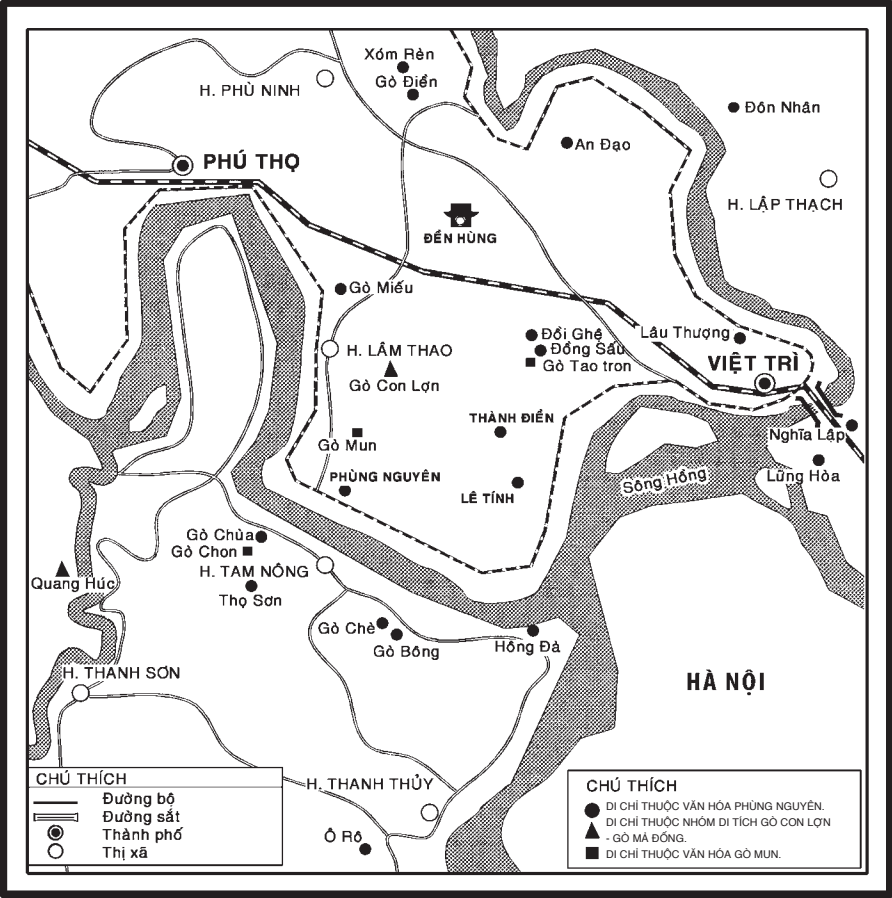 Xóm Rèn
Gò Điển
H. PHÙ NINH
Đôn Nhân
An Đạo
PHÚ THỌ
H. LẬP THẠCH
ĐỀN HÙNG
Gò Miếu
Đồi Ghệ
Lâu Thượng
H. LÂM THAO
Đồng Sấu
VIỆT TRÌ
Gò Tao tron
Gò Con Lợn
THÀNH ĐIỀN
Nghĩa Lập
Gò Mun
Sông Hồng
Lũng Hòa
PHÙNG NGUYÊN
LÊ TÍNH
Gò Chùa
Gò Chon
H. TAM NÔNG
Quang Húc
Thọ Sơn
Gò Chè
Gò Bông
Hồng Đà
H. THANH SƠN
HÀ NỘI
H. THANH THỦY
Ô Rô
CHÚ THÍCH
Đường bộ
Đường sắt
Thành phố
Thị xã
CHÚ THÍCH
DI CHỈ THUỘC VĂN HÓA PHÙNG NGUYÊN.
DI CHỈ THUỘC NHÓM DI TÍCH GÒ CON LỢN
- GÒ MẢ ĐỐNG.
DI CHỈ THUỘC VĂN HÓA GÒ MUN.